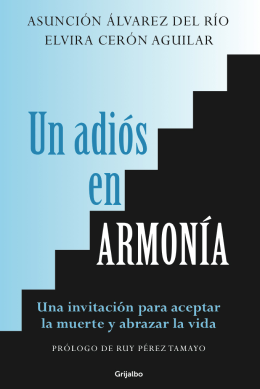 ASUNCIÓN ÁLVAREZ DEL RÍO
ELVIRA CERÓN AGUILAR
Un adiós
en
ARMONÍA
Una invitación para aceptar
la muerte y abrazar la vida
PRÓLOGO DE RUY PÉREZ TAMAYO
Grijalbo